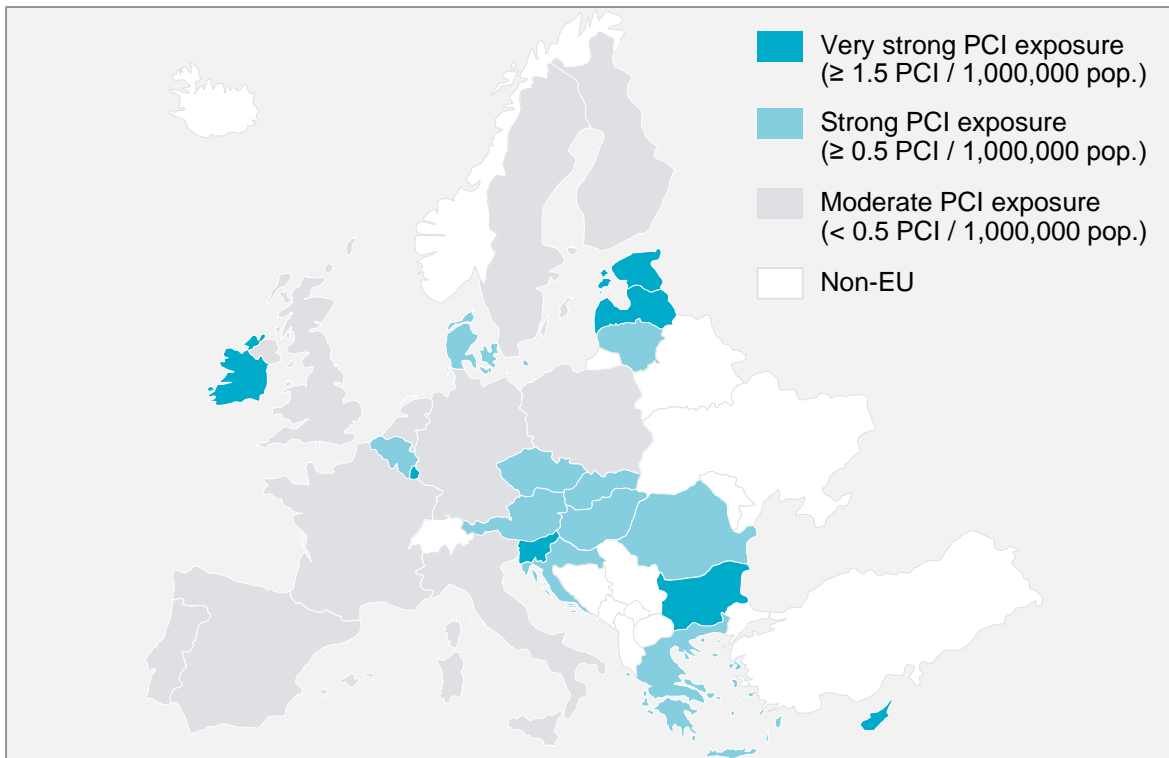 Very strong PCI exposure
(≥ 1.5 PCI / 1,000,000 pop.)
Strong PCI exposure
(≥ 0.5 PCI / 1,000,000 pop.)
Moderate PCI exposure
(< 0.5 PCI / 1,000,000 pop.)
Non-EU